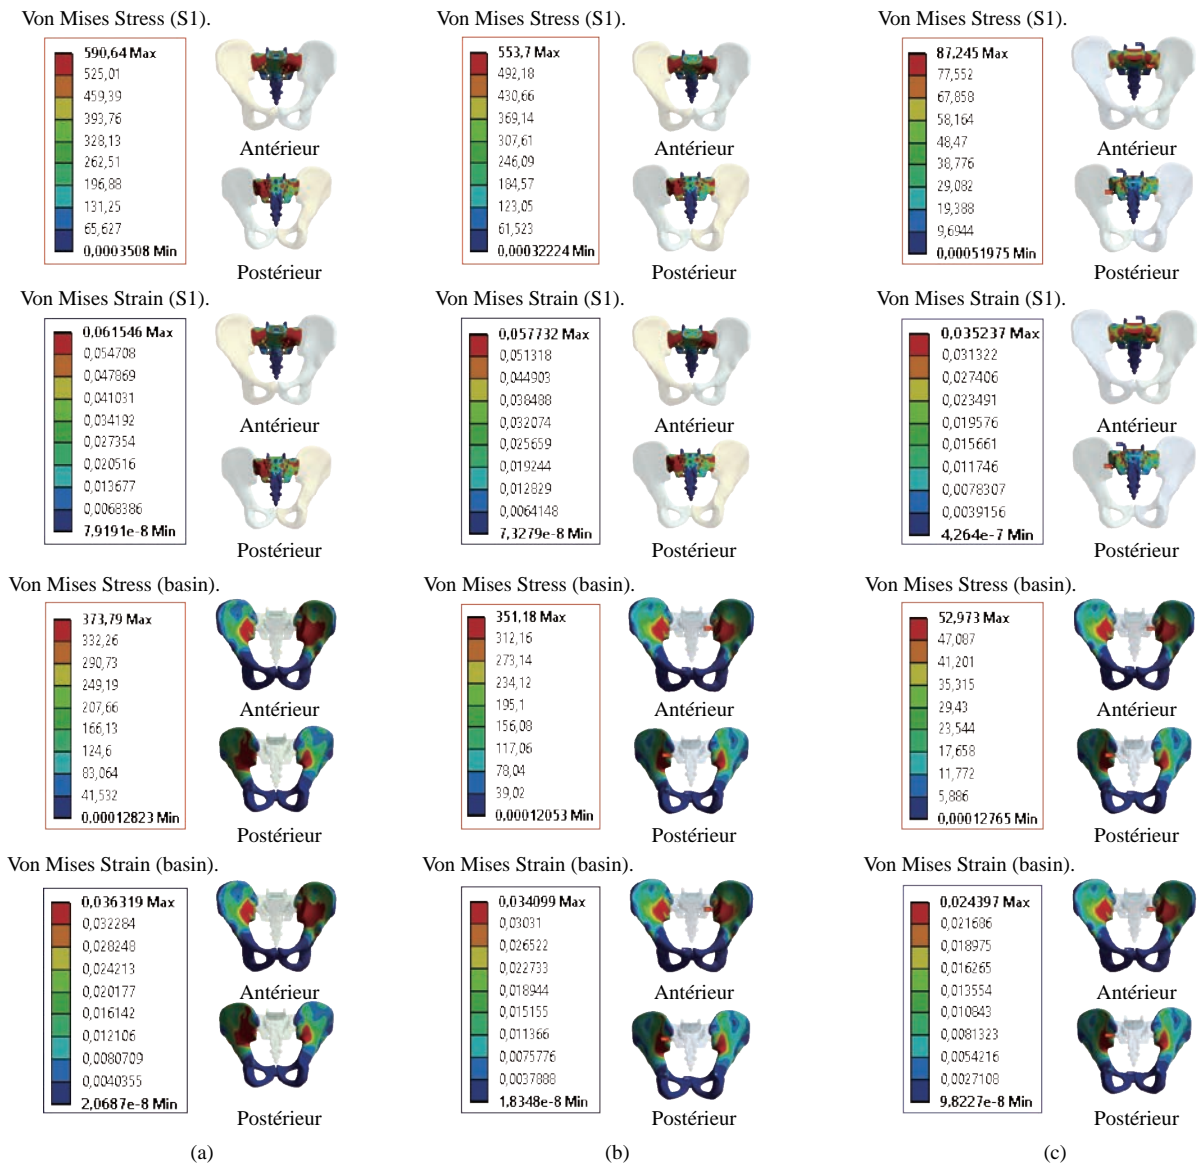 Von Mises Stress (S1).
590,64 Max
525,01
459,39
393,76
328,13
262,51
196,88
131,25
65,627
0,0003508 Min
Antérieur
Postérieur
Von Mises Stress (S1).
553,7 Max
492,18
430,66
369,14
307,61
246,09
184,57
123,05
61,523
0,00032224 Min
Antérieur
Postérieur
Von Mises Stress (S1).
87,245 Max
77,552
67,858
58,164
48,47
38,776
29,082
19,388
9,6944
0,00051975 Min
Antérieur
Postérieur
Von Mises Strain (S1).
0,061546 Max
0,054708
0,047869
0,041031
0,034192
0,027354
0,020516
0,013677
0,0068386
7,9191e-8 Min
Antérieur
Postérieur
Von Mises Strain (S1).
0,057732 Max
0,051318
0,044903
0,038488
0,032074
0,025659
0,019244
0,012829
0,0064148
7,3279e-8 Min
Antérieur
Postérieur
Von Mises Strain (S1).
0,035237 Max
0,031322
0,027406
0,023491
0,019576
0,015661
0,011746
0,0078307
0,0039156
4,264e-7 Min
Antérieur
Postérieur
Von Mises Stress (basin).
373,79 Max
332,26
290,73
249,19
207,66
166,13
124,6
83,064
41,532
0,00012823 Min
Antérieur
Postérieur
Von Mises Stress (basin).
351,18 Max
312,16
273,14
234,12
195,1
156,08
117,06
78,04
39,02
0,00012053 Min
Antérieur
Postérieur
Von Mises Stress (basin).
52,973 Max
47,087
41,201
35,315
29,43
23,544
17,658
11,772
5,886
0,00012765 Min
Antérieur
Postérieur
Von Mises Strain (basin).
0,036319 Max
0,032284
0,028248
0,024213
0,020177
0,016142
0,012106
0,0080709
0,0040355
2,0687e-8 Min
Antérieur
Postérieur
Von Mises Strain (basin).
0,034099 Max
0,03031
0,026522
0,022733
0,018944
0,015155
0,011366
0,0075776
0,0037888
1,8348e-8 Min
Antérieur
Postérieur
Von Mises Strain (basin).
0,024397 Max
0,021686
0,018975
0,016265
0,013554
0,010843
0,0081323
0,0054216
0,0027108
9,8227e-8 Min
Antérieur
Postérieur
(a)
(b)
(c)